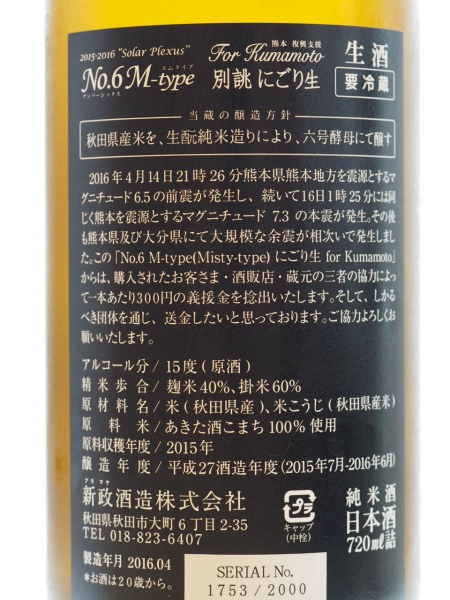 2015-2016 "Solar Plexus"
エムタイプ
No.6 M-type
ナンバーシックス
熊本 復興支援
For Kumamoto
別誂 にごり生
生酒
要冷蔵
当蔵の醸造方針
秋田県産米を、生酛純米造りにより、六号酵母にて醸す
2016年4月14日21時26分熊本県熊本地方を震源とするマ
グニチュード6.5の前震が発生し、続いて16日1時25分には同
じく熊本を震源とするマグニチュード 7.3 の本震が発生。その後
も熊本県及び大分県にて大規模な余震が相次いで発生しまし
た。この「No.6 M-type(Misty-type) にごり生 for Kumamoto」
からは、購入されたお客さま・酒販店・蔵元の三者の協力によっ
て一本あたり300円の義援金を捻出いたします。そして、しかる
べき団体を通じ、送金したいと思っております。ご協力よろしくお
願いいたします。
アルコール分 / 15度 (原酒)
精米歩合 / 麹米40%、掛米60%
原材料名 / 米 (秋田県産)、米こうじ (秋田県産米)
原料米 / あきた酒こまち 100% 使用
原料収穫年度 / 2015年
醸造年度 / 平成27酒造年度 (2015年7月-2016年6月)
アラマサ
新政酒造株式会社
秋田県秋田市大町6丁目2-35
TEL 018-823-6407
製造年月 2016.04
*お酒は20歳から。
プラ
キャップ
(中栓)
純米酒
日本酒
720mℓ詰
SERIAL No.
1753 / 2000